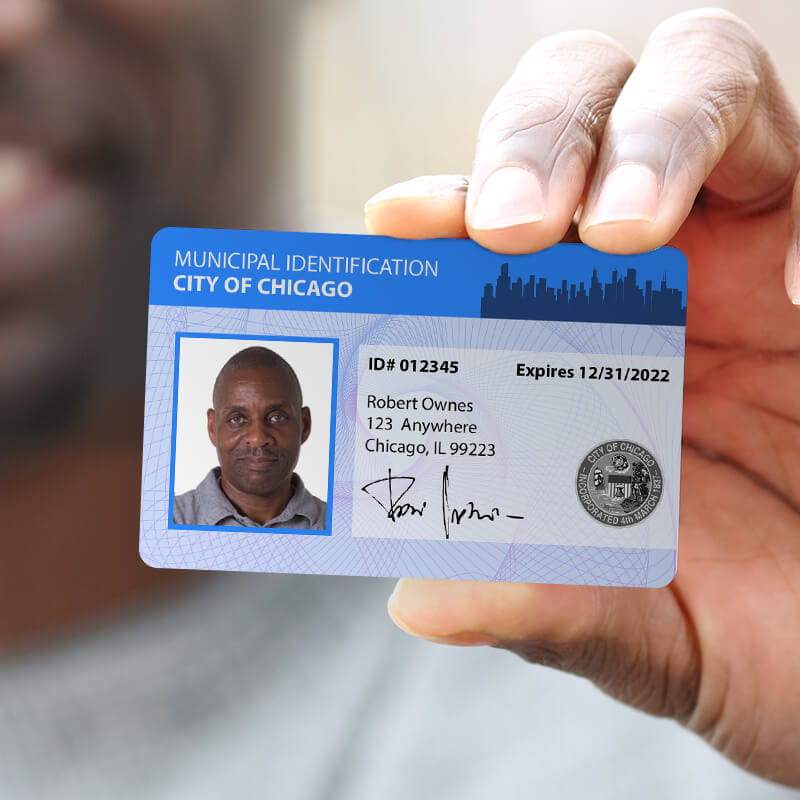 MUNICIPAL IDENTIFICATION
CITY OF CHICAGO
ID# 012345
Expires 12/31/2022
Robert Ownes
123 Anywhere
Chicago, IL 99223
CITY OF CHICAGO
INCORPORATED 4th MARCH 1837